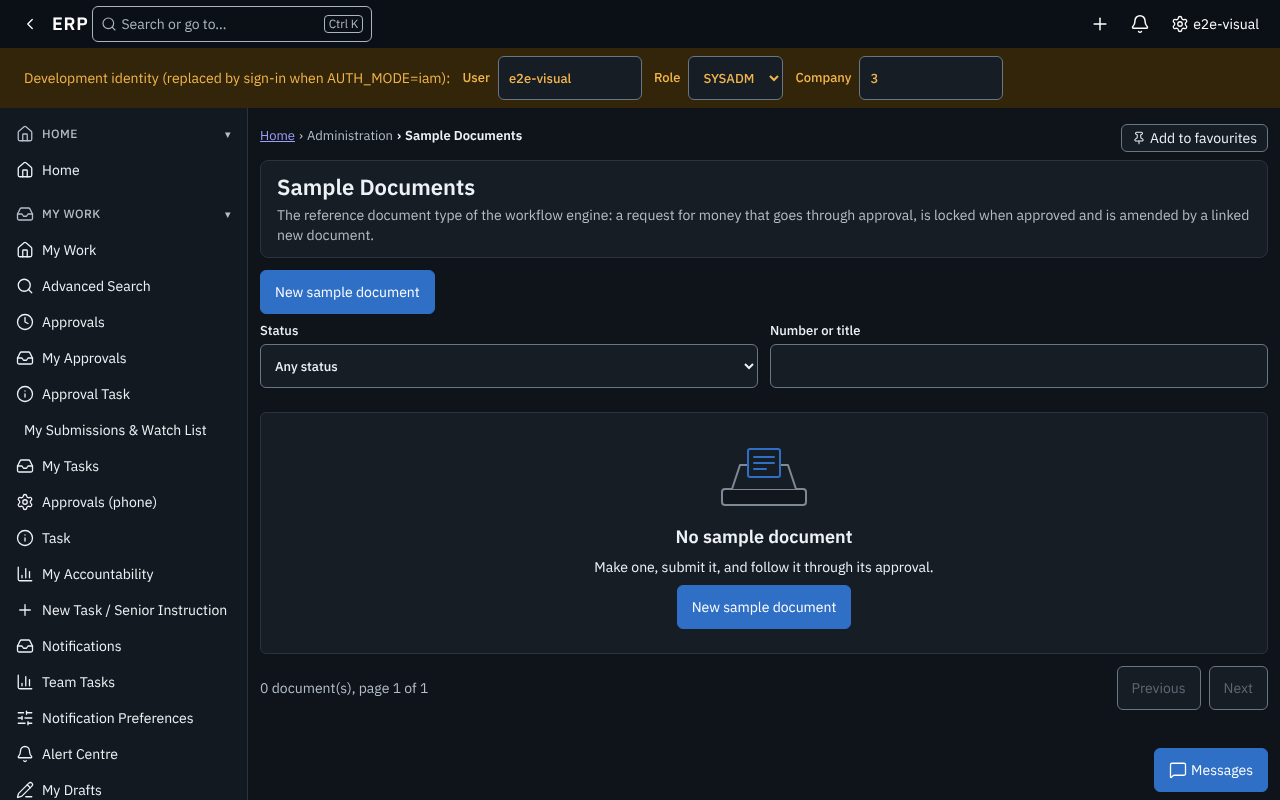 ERP
Search or go to...
Ctrl K
e2e-visual
Development identity (replaced by sign-in when AUTH_MODE=iam):
User
e2e-visual
Role
SYSADM
Company
3
HOME
Home
MY WORK
My Work
Advanced Search
Approvals
My Approvals
Approval Task
My Submissions & Watch List
My Tasks
Approvals (phone)
Task
My Accountability
New Task / Senior Instruction
Notifications
Team Tasks
Notification Preferences
Alert Centre
My Drafts
Home › Administration › Sample Documents
Add to favourites
Sample Documents
The reference document type of the workflow engine: a request for money that goes through approval, is locked when approved and is amended by a linked
new document.
New sample document
Status
Any status
Number or title
No sample document
Make one, submit it, and follow it through its approval.
New sample document
0 document(s), page 1 of 1
Previous
Next
Messages